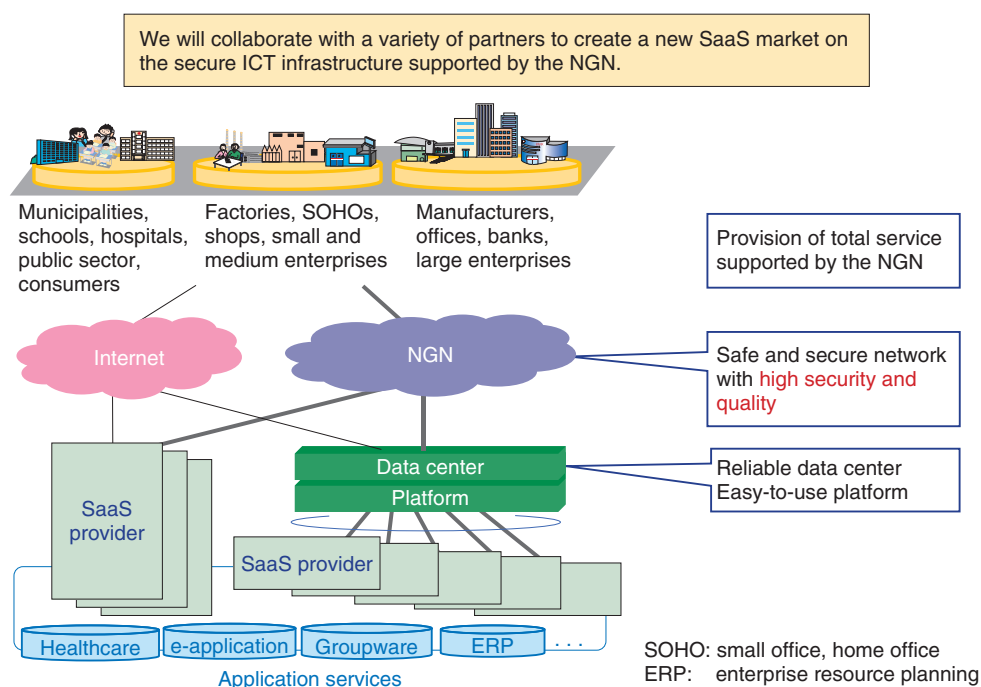 We will collaborate with a variety of partners to create a new SaaS market on
the secure ICT infrastructure supported by the NGN.
Municipalities,
schools, hospitals,
public sector,
consumers
Factories, SOHOs,
shops, small and
medium enterprises
Manufacturers,
offices, banks,
large enterprises
Provision of total service
supported by the NGN
Internet
NGN
Safe and secure network
with high security and
quality
Data center
Platform
Reliable data center
Easy-to-use platform
SaaS
provider
SaaS provider
Healthcare
e-application
Groupware
ERP
. . .
Application services
SOHO: small office, home office
ERP: enterprise resource planning